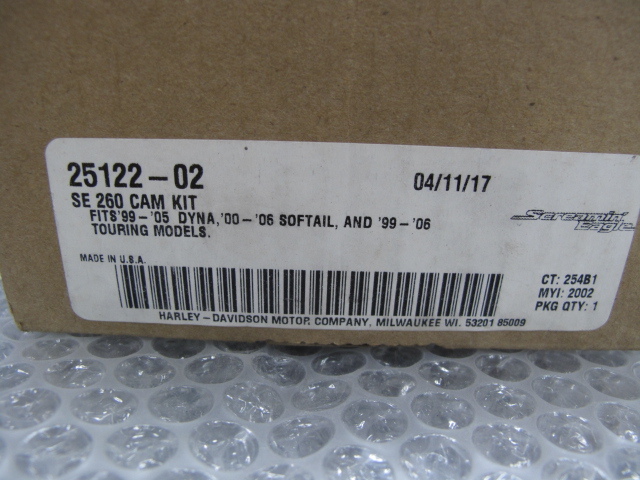 25122-02
04/11/17
SE 260 CAM KIT
FITS '99-'05 DYNA, '00-'06 SOFTAIL, AND '99-'06
TOURING MODELS.
Screamin'
Eagle
MADE IN U.S.A.
CT: 254B1
MYI: 2002
PKG QTY: 1
HARLEY-DAVIDSON MOTOR COMPANY, MILWAUKEE WI. 53201 85009